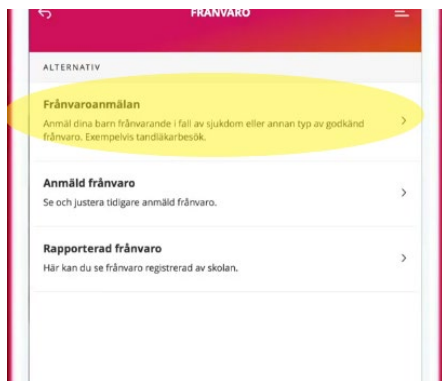 FRÅNVARO
ALTERNATIV
Frånvaroanmälan
Anmäl dina barn frånvarande i fall av sjukdom eller annan typ av godkänd
frånvaro. Exempelvis tandläkarbesök.
Anmäld frånvaro
Se och justera tidigare anmäld frånvaro.
Rapporterad frånvaro
Här kan du se frånvaro registrerad av skolan.